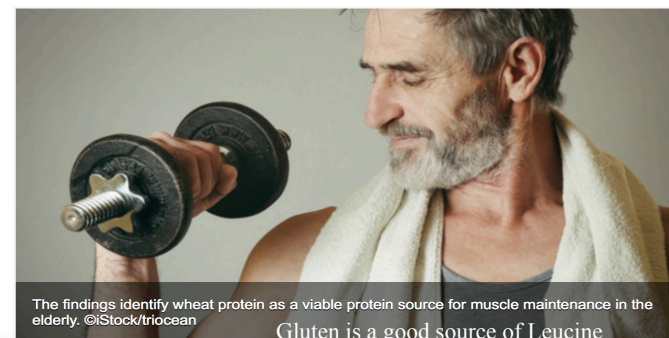 The findings identify wheat protein as a viable protein source for muscle maintenance in the
elderly. ©iStock/triocean
Gluten is a good source of Leucine